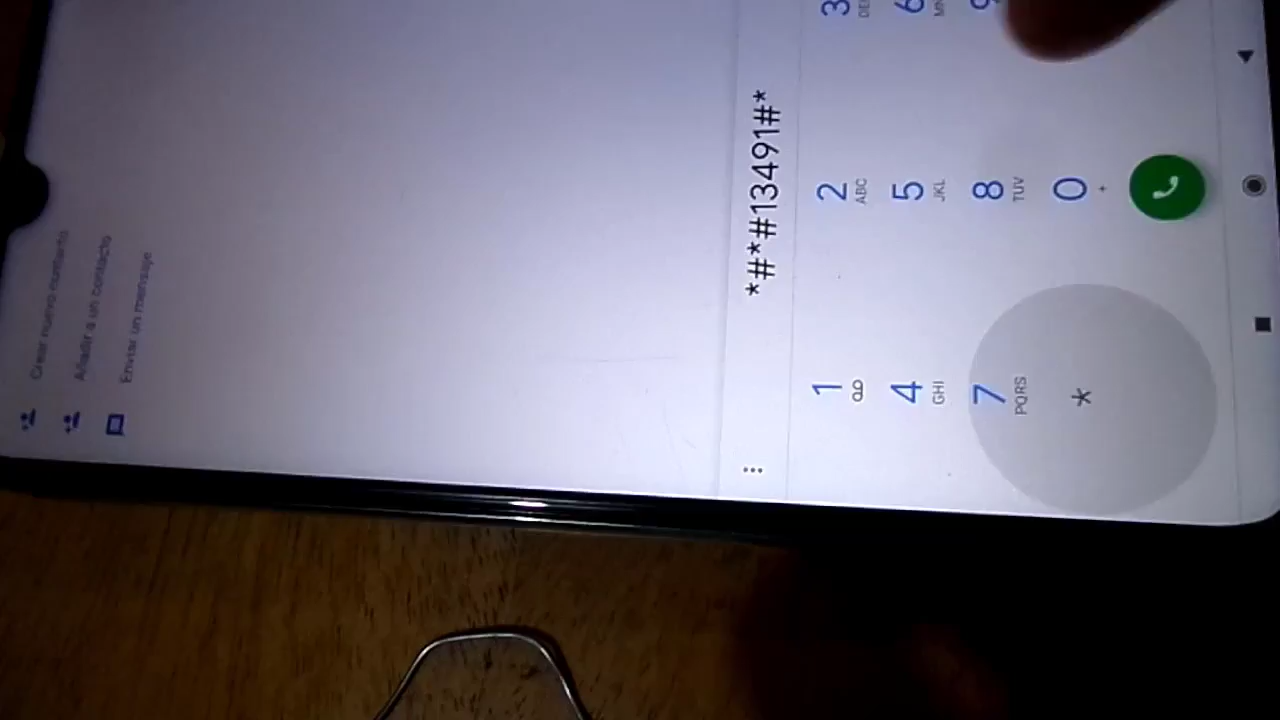 Crear nuevo contacto
Añadir a un contacto
Enviar un mensaje
*#*#13491#*
1
2 ABC
3
4 GHI
5 JKL
6
7 PQRS
8 TUV
*
0 +